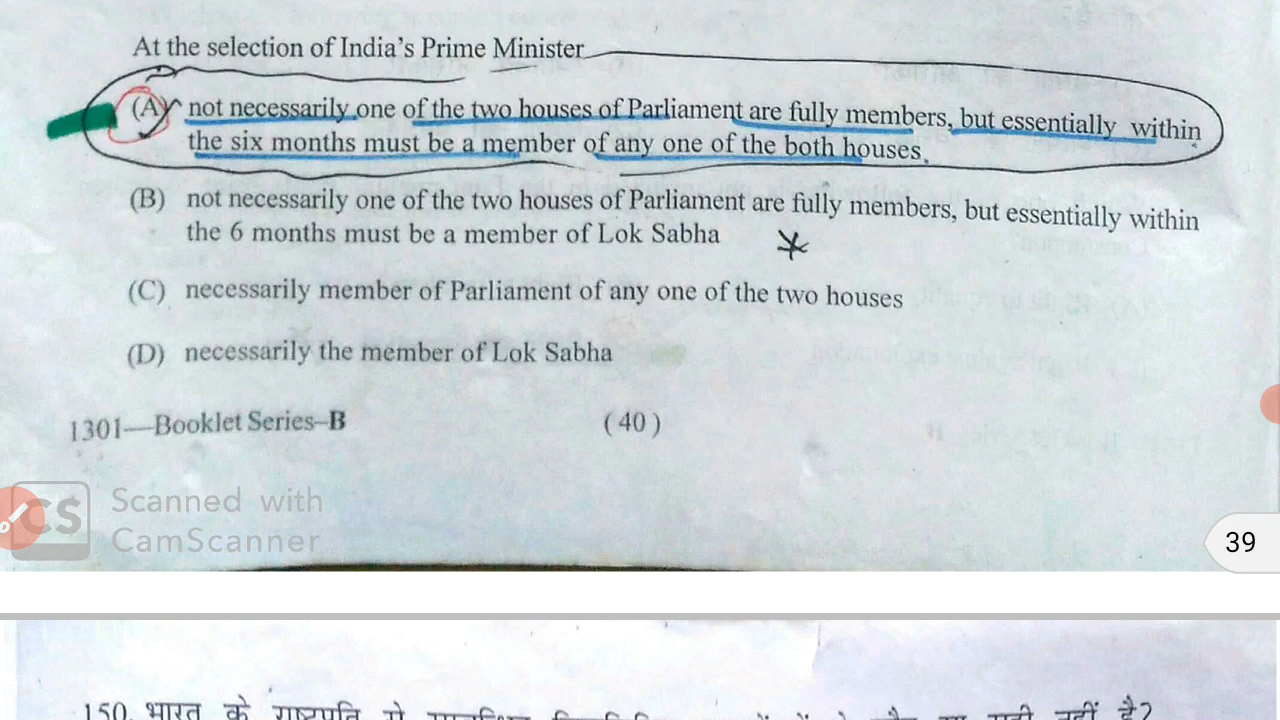 At the selection of India's Prime Minister
(A) not necessarily one of the two houses of Parliament are fully members, but essentially within
the six months must be a member of any one of the both houses.
(B) not necessarily one of the two houses of Parliament are fully members, but essentially within
the 6 months must be a member of Lok Sabha
(C) necessarily member of Parliament of any one of the two houses
(D) necessarily the member of Lok Sabha
1301—Booklet Series–B
( 40 )
CS
Scanned with
CamScanner
39
150. भारत के राष्ट्रपति से नहीं है?